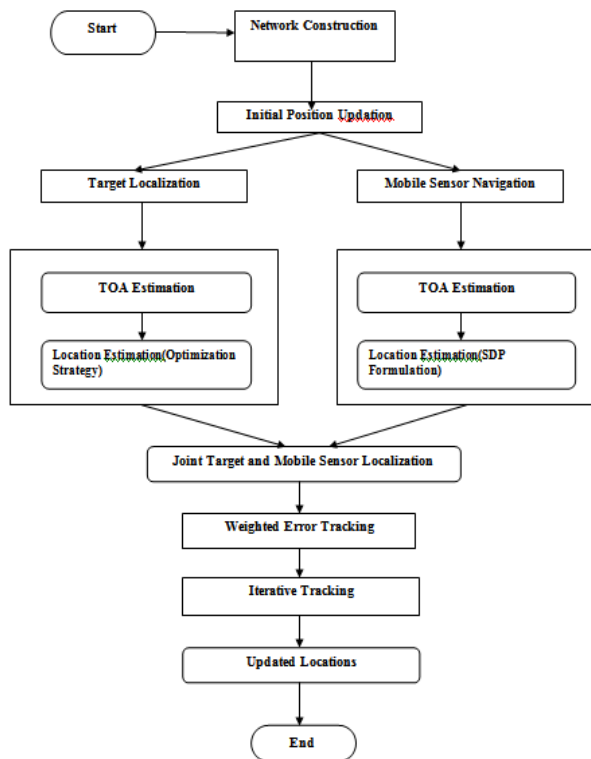 Start
Network Construction
Initial Position Updation
Target Localization
Mobile Sensor Navigation
TOA Estimation
Location Estimation(Optimization
Strategy)
TOA Estimation
Location Estimation(SDP
Formulation)
Joint Target and Mobile Sensor Localization
Weighted Error Tracking
Iterative Tracking
Updated Locations
End